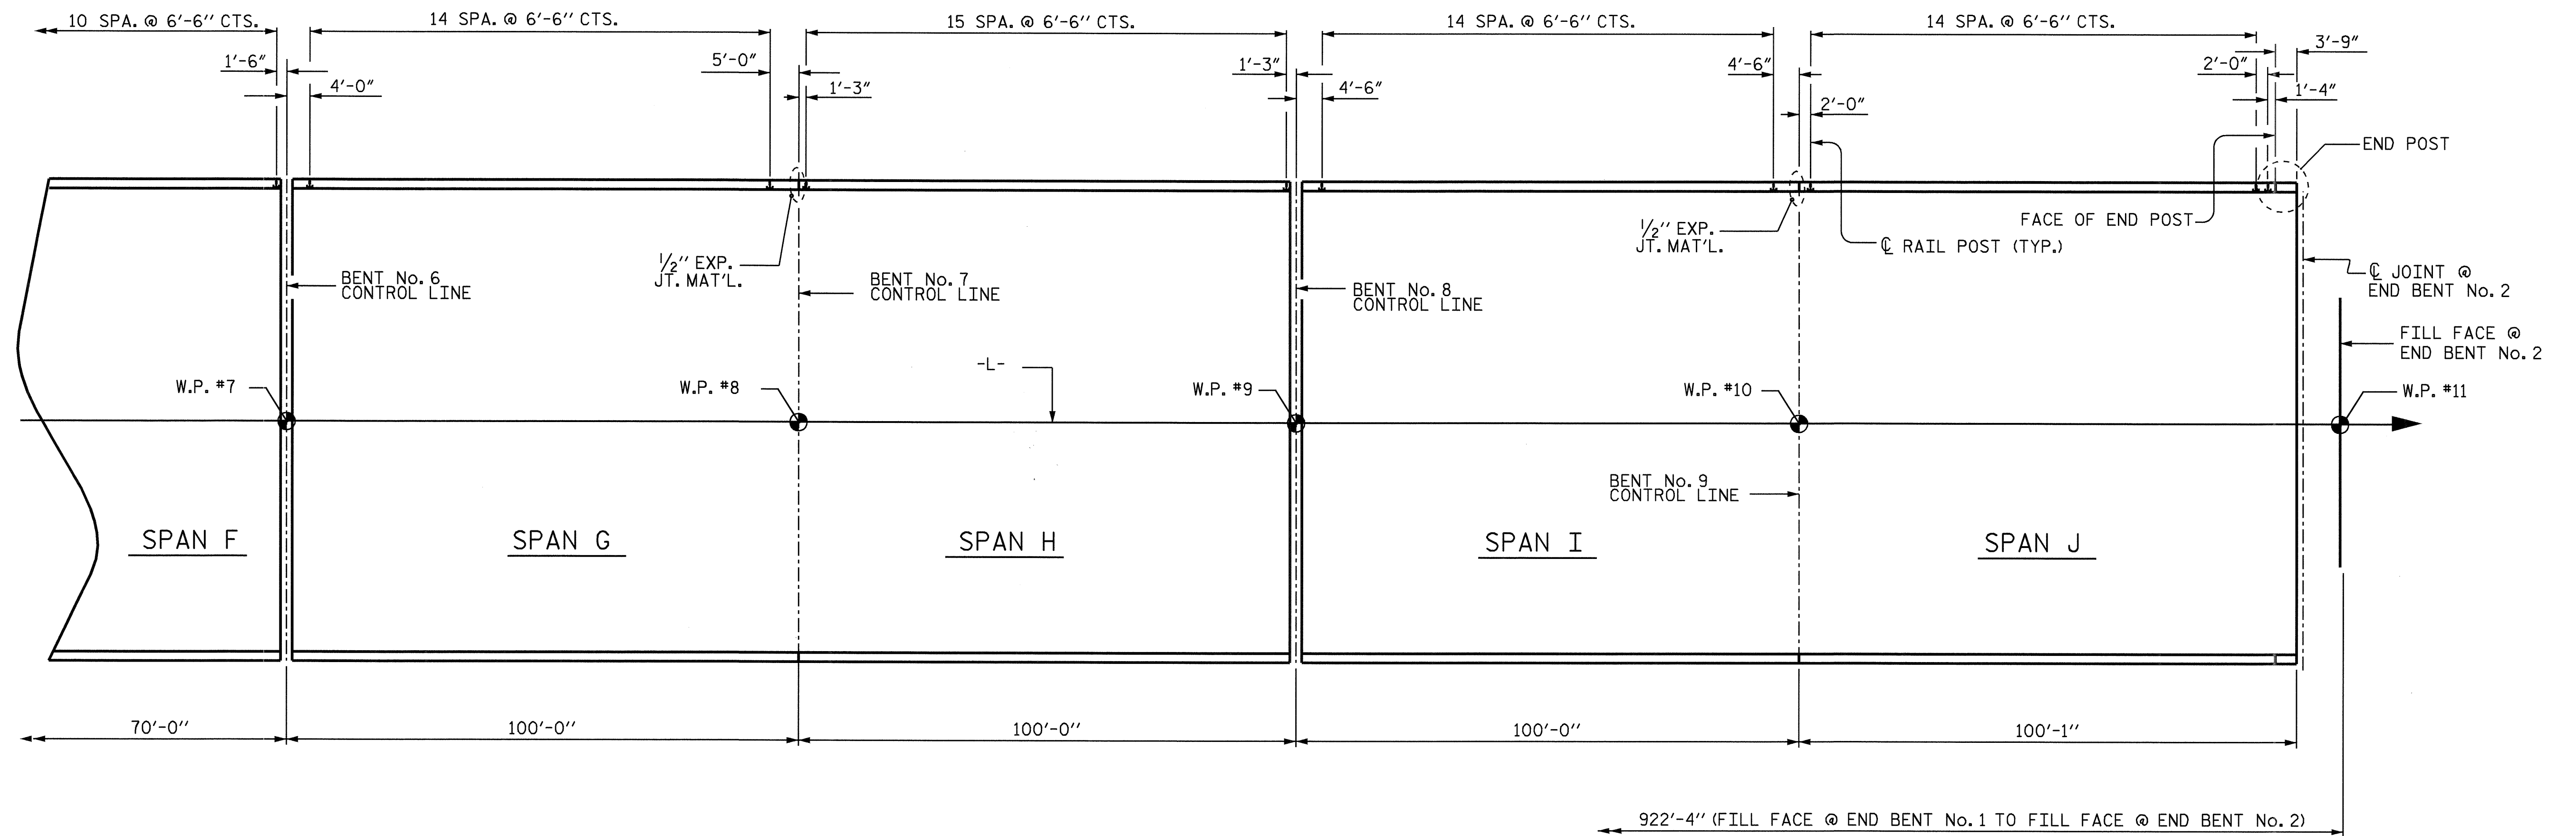 10 SPA. @ 6'-6" CTS.
14 SPA. @ 6'-6" CTS.
15 SPA. @ 6'-6" CTS.
14 SPA. @ 6'-6" CTS.
14 SPA. @ 6'-6" CTS.
1'-6"
4'-0"
5'-0"
1'-3"
1'-3"
4'-6"
4'-6"
2'-0"
2'-0"
3'-9"
1'-4"
END POST
FACE OF END POST
℄ RAIL POST (TYP.)
1/2" EXP.
JT. MAT'L.
1/2" EXP.
JT. MAT'L.
BENT No. 6
CONTROL LINE
BENT No. 7
CONTROL LINE
BENT No. 8
CONTROL LINE
℄ JOINT @
END BENT No. 2
FILL FACE @
END BENT No. 2
-L-
W.P. #7
W.P. #8
W.P. #9
W.P. #10
W.P. #11
BENT No. 9
CONTROL LINE
SPAN F
SPAN G
SPAN H
SPAN I
SPAN J
70'-0"
100'-0"
100'-0"
100'-0"
100'-1"
922'-4" (FILL FACE @ END BENT No. 1 TO FILL FACE @ END BENT No. 2)